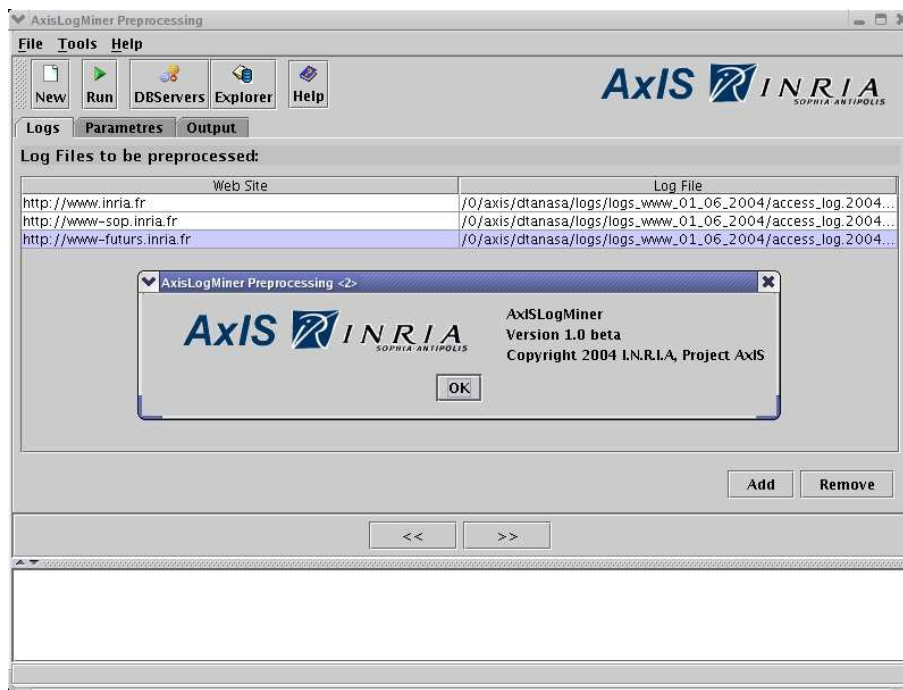 AxisLogMiner Preprocessing
File Tools Help
New Run DBServers Explorer Help
AxIS INRIA
SOPHIA-ANTIPOLIS
Logs Parametres Output
Log Files to be preprocessed:
Web Site Log File
http://www.inria.fr /0/axis/dtanasa/logs/logs_www_01_06_2004/access_log.2004...
http://www-sop.inria.fr /0/axis/dtanasa/logs/logs_www_01_06_2004/access_log.2004...
http://www-futurs.inria.fr /0/axis/dtanasa/logs/logs_www_01_06_2004/access_log.2004...
AxisLogMiner Preprocessing <2>
AxIS INRIA
SOPHIA-ANTIPOLIS
AxISLogMiner
Version 1.0 beta
Copyright 2004 I.N.R.I.A, Project AxIS
OK
Add Remove
<< >>